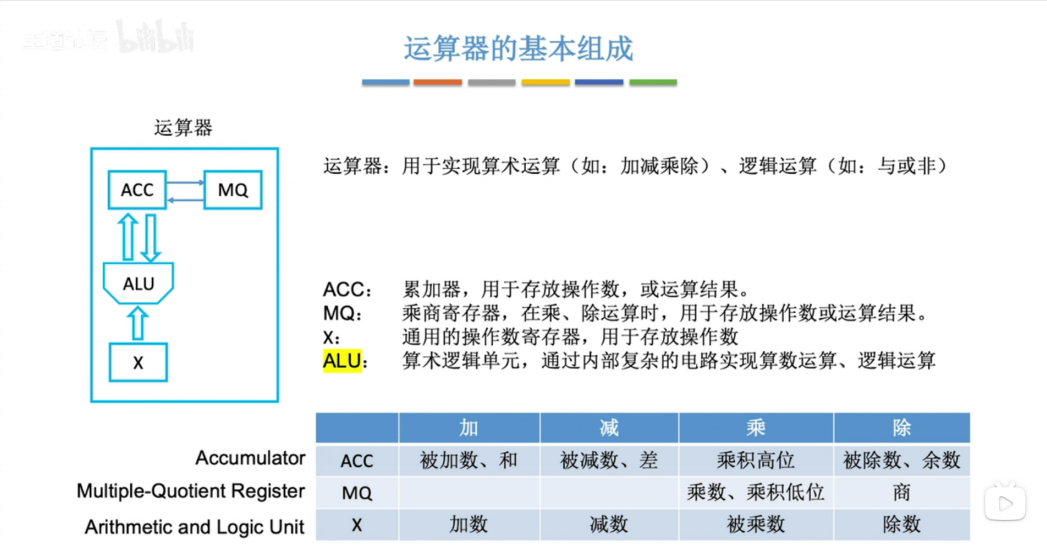 bilibili
运算器的基本组成
运算器
运算器：用于实现算术运算（如：加减乘除）、逻辑运算（如：与或非）
ACC
MQ
ALU
X
ACC： 累加器，用于存放操作数，或运算结果。
MQ： 乘商寄存器，在乘、除运算时，用于存放操作数或运算结果。
X： 通用的操作数寄存器，用于存放操作数
ALU： 算术逻辑单元，通过内部复杂的电路实现算数运算、逻辑运算
加 减 乘 除
Accumulator ACC 被加数、和 被减数、差 乘积高位 被除数、余数
Multiple-Quotient Register MQ 乘数、乘积低位 商
Arithmetic and Logic Unit X 加数 减数 被乘数 除数